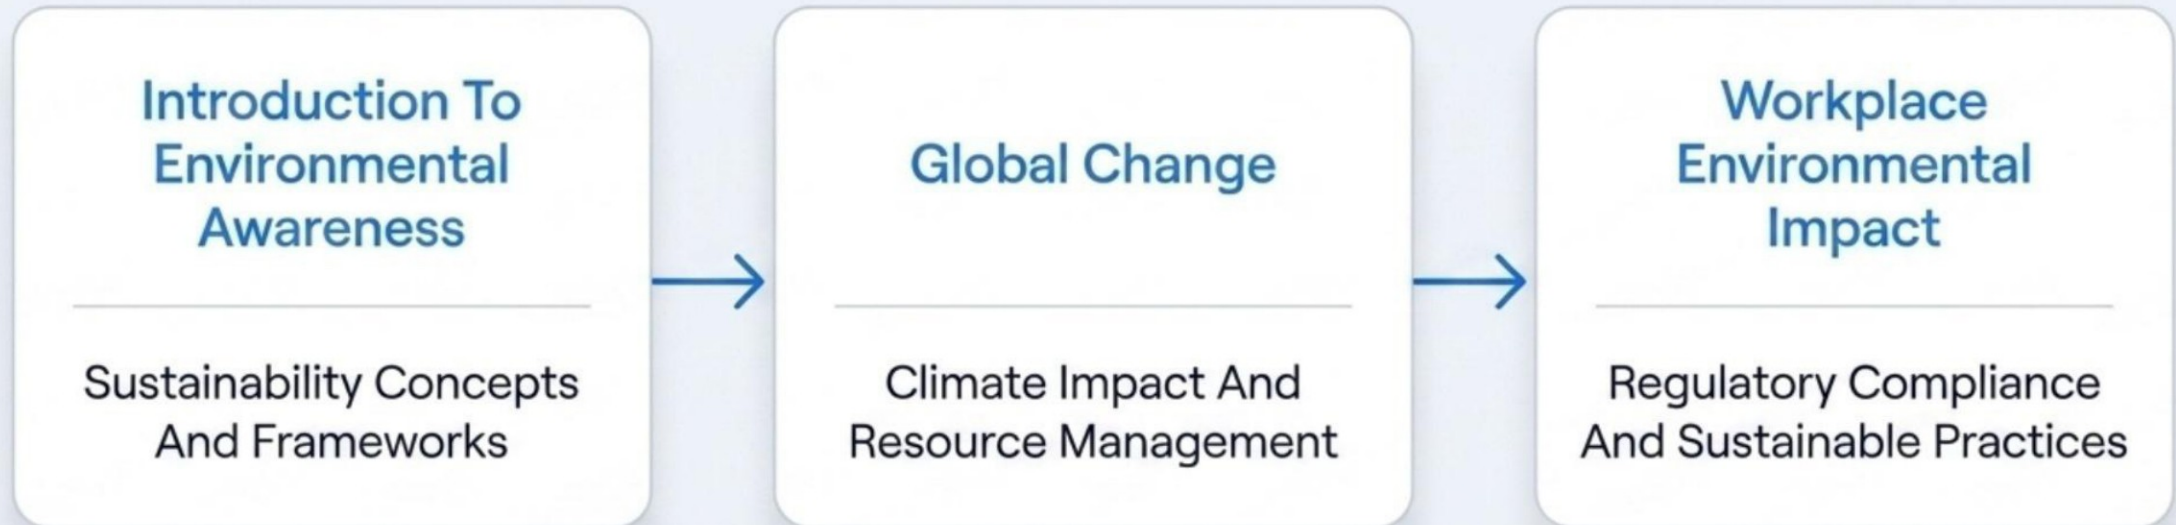 Introduction To
Environmental
Awareness
Sustainability Concepts
And Frameworks
Global Change
Climate Impact And
Resource Management
Workplace
Environmental
Impact
Regulatory Compliance
And Sustainable Practices